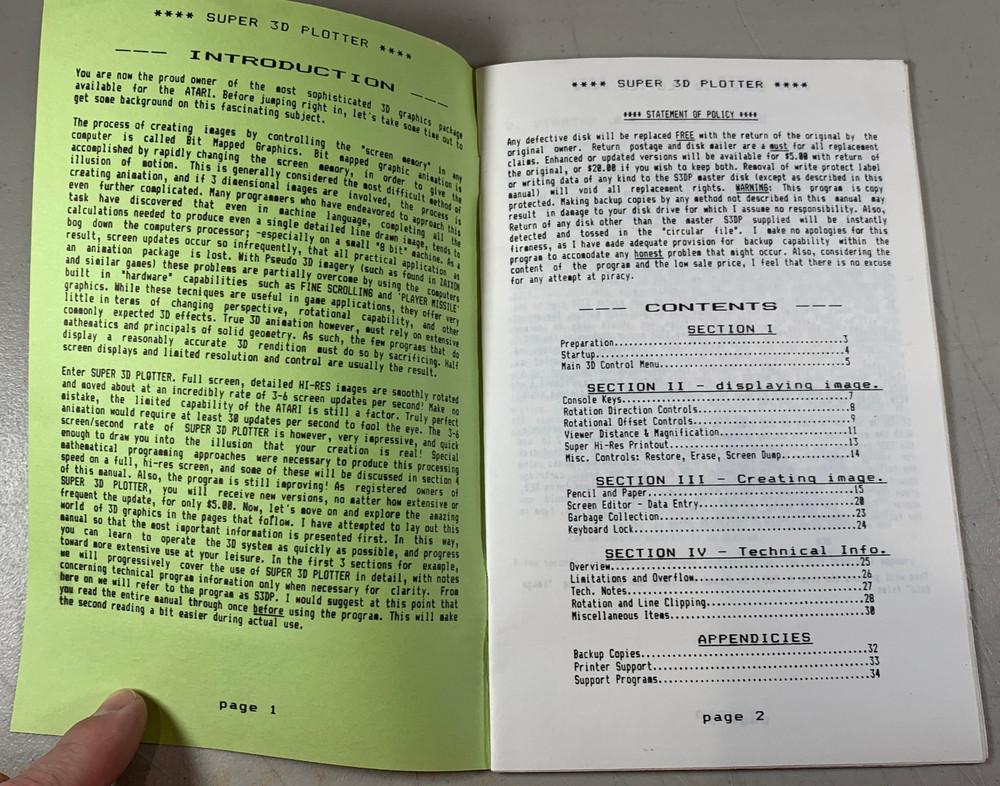 **** SUPER 3D PLOTTER ****
--- INTRODUCTION ---
You are now the proud owner of the most sophisticated 3D graphics package
available for the ATARI. Before jumping right in, let's take some time out to
get some background on this fascinating subject.
The process of creating images by controlling the "screen memory" in any
computer is called Bit Mapped Graphics. Bit mapped graphic animation is
accomplished by rapidly changing the screen memory, in order to give the
illusion of motion. This is generally considered the most difficult method of
creating animation, and if 3 dimensional images are involved, the process is
even further complicated. Many programmers who have endeavored to approach this
task have discovered that even in machine language, completing all the
calculations needed to produce even a single detailed line drawn image, tends to
bog down the computers processor; -especially on a small "8 bit" machine. As a
result, screen updates occur so infrequently, that all practical application as
an animation package is lost. With Pseudo 3D imagery (such as found in ZAXXON
and similar games) these problems are partially overcome by using the computers
built in "hardware" capabilities such as FINE SCROLLING and 'PLAYER MISSILE'
graphics. While these tecniques are useful in game applications, they offer very
little in terms of changing perspective, rotational capability, and other
commonly expected 3D effects. True 3D animation however, must rely on extensive
mathematics and principals of solid geometry. As such, the few programs that do
display a reasonably accurate 3D rendition must do so by sacrificing. Half
screen displays and limited resolution and control are usually the result.
Enter SUPER 3D PLOTTER. Full screen, detailed HI-RES images are smoothly rotated
and moved about at an incredibly rate of 3-6 screen updates per second! Make no
mistake, the limited capability of the ATARI is still a factor. Truly perfect
animation would require at least 30 updates per second to fool the eye. The 3-6
screen/second rate of SUPER 3D PLOTTER is however, very impressive, and quick
enough to draw you into the illusion that your creation is real! Special
mathematical programming approaches were necessary to produce this processing
speed on a full, hi-res screen, and some of these will be discussed in section 4
of this manual. Also, the program is still improving! As registered owners of
SUPER 3D PLOTTER, you will receive new versions, no matter how extensive or
frequent the update, for only $5.00. Now, let's move on and explore the amazing
world of 3D graphics in the pages that follow. I have attempted to lay out this
manual so that the most important information is presented first. In this way,
you can learn to operate the 3D system as quickly as possible, and progress
toward more extensive use at your leisure. In the first 3 sections for example,
we will progressively cover the use of SUPER 3D PLOTTER in detail, with notes
concerning technical program information only when necessary for clarity. From
here on we will refer to the program as S3DP. I would suggest at this point that
you read the entire manual through once before using the program. This will make
the second reading a bit easier during actual use.
page 1
**** SUPER 3D PLOTTER ****
**** STATEMENT OF POLICY ****
Any defective disk will be replaced FREE with the return of the original by the
original owner. Return postage and disk mailer are a must for all replacement
claims. Enhanced or updated versions will be available for $5.00 with return of
the original, or $20.00 if you wish to keep both. Removal of write protect label
or writing data of any kind to the S3DP master disk (except as described in this
manual) will void all replacement rights. WARNING: This program is copy
protected. Making backup copies by any method not described in this manual may
result in damage to your disk drive for which I assume no responsibility. Also,
Return of any disk other than the master S3DP supplied will be instantly
detected and tossed in the "circular file". I make no apologies for this
firmness, as I have made adequate provision for backup capability within the
program to accomodate any honest problem that might occur. Also, considering the
content of the program and the low sale price, I feel that there is no excuse
for any attempt at piracy.
--- CONTENTS ---
SECTION I
Preparation.......................................3
Startup...........................................4
Main 3D Control Menu..............................5
SECTION II - displaying image.
Console Keys......................................7
Rotation Direction Controls.......................8
Rotational Offset Controls........................9
Viewer Distance & Magnification..................11
Super Hi-Res Printout............................13
Misc. Controls: Restore, Erase, Screen Dump......14
SECTION III - Creating image.
Pencil and Paper.................................15
Screen Editor - Data Entry.......................20
Garbage Collection...............................23
Keyboard Lock....................................24
SECTION IV - Technical Info.
Overview.........................................25
Limitations and Overflow.........................26
Tech. Notes......................................27
Rotation and Line Clipping.......................28
Miscellaneous Items..............................30
APPENDICIES
Backup Copies....................................32
Printer Support..................................33
Support Programs.................................34
page 2